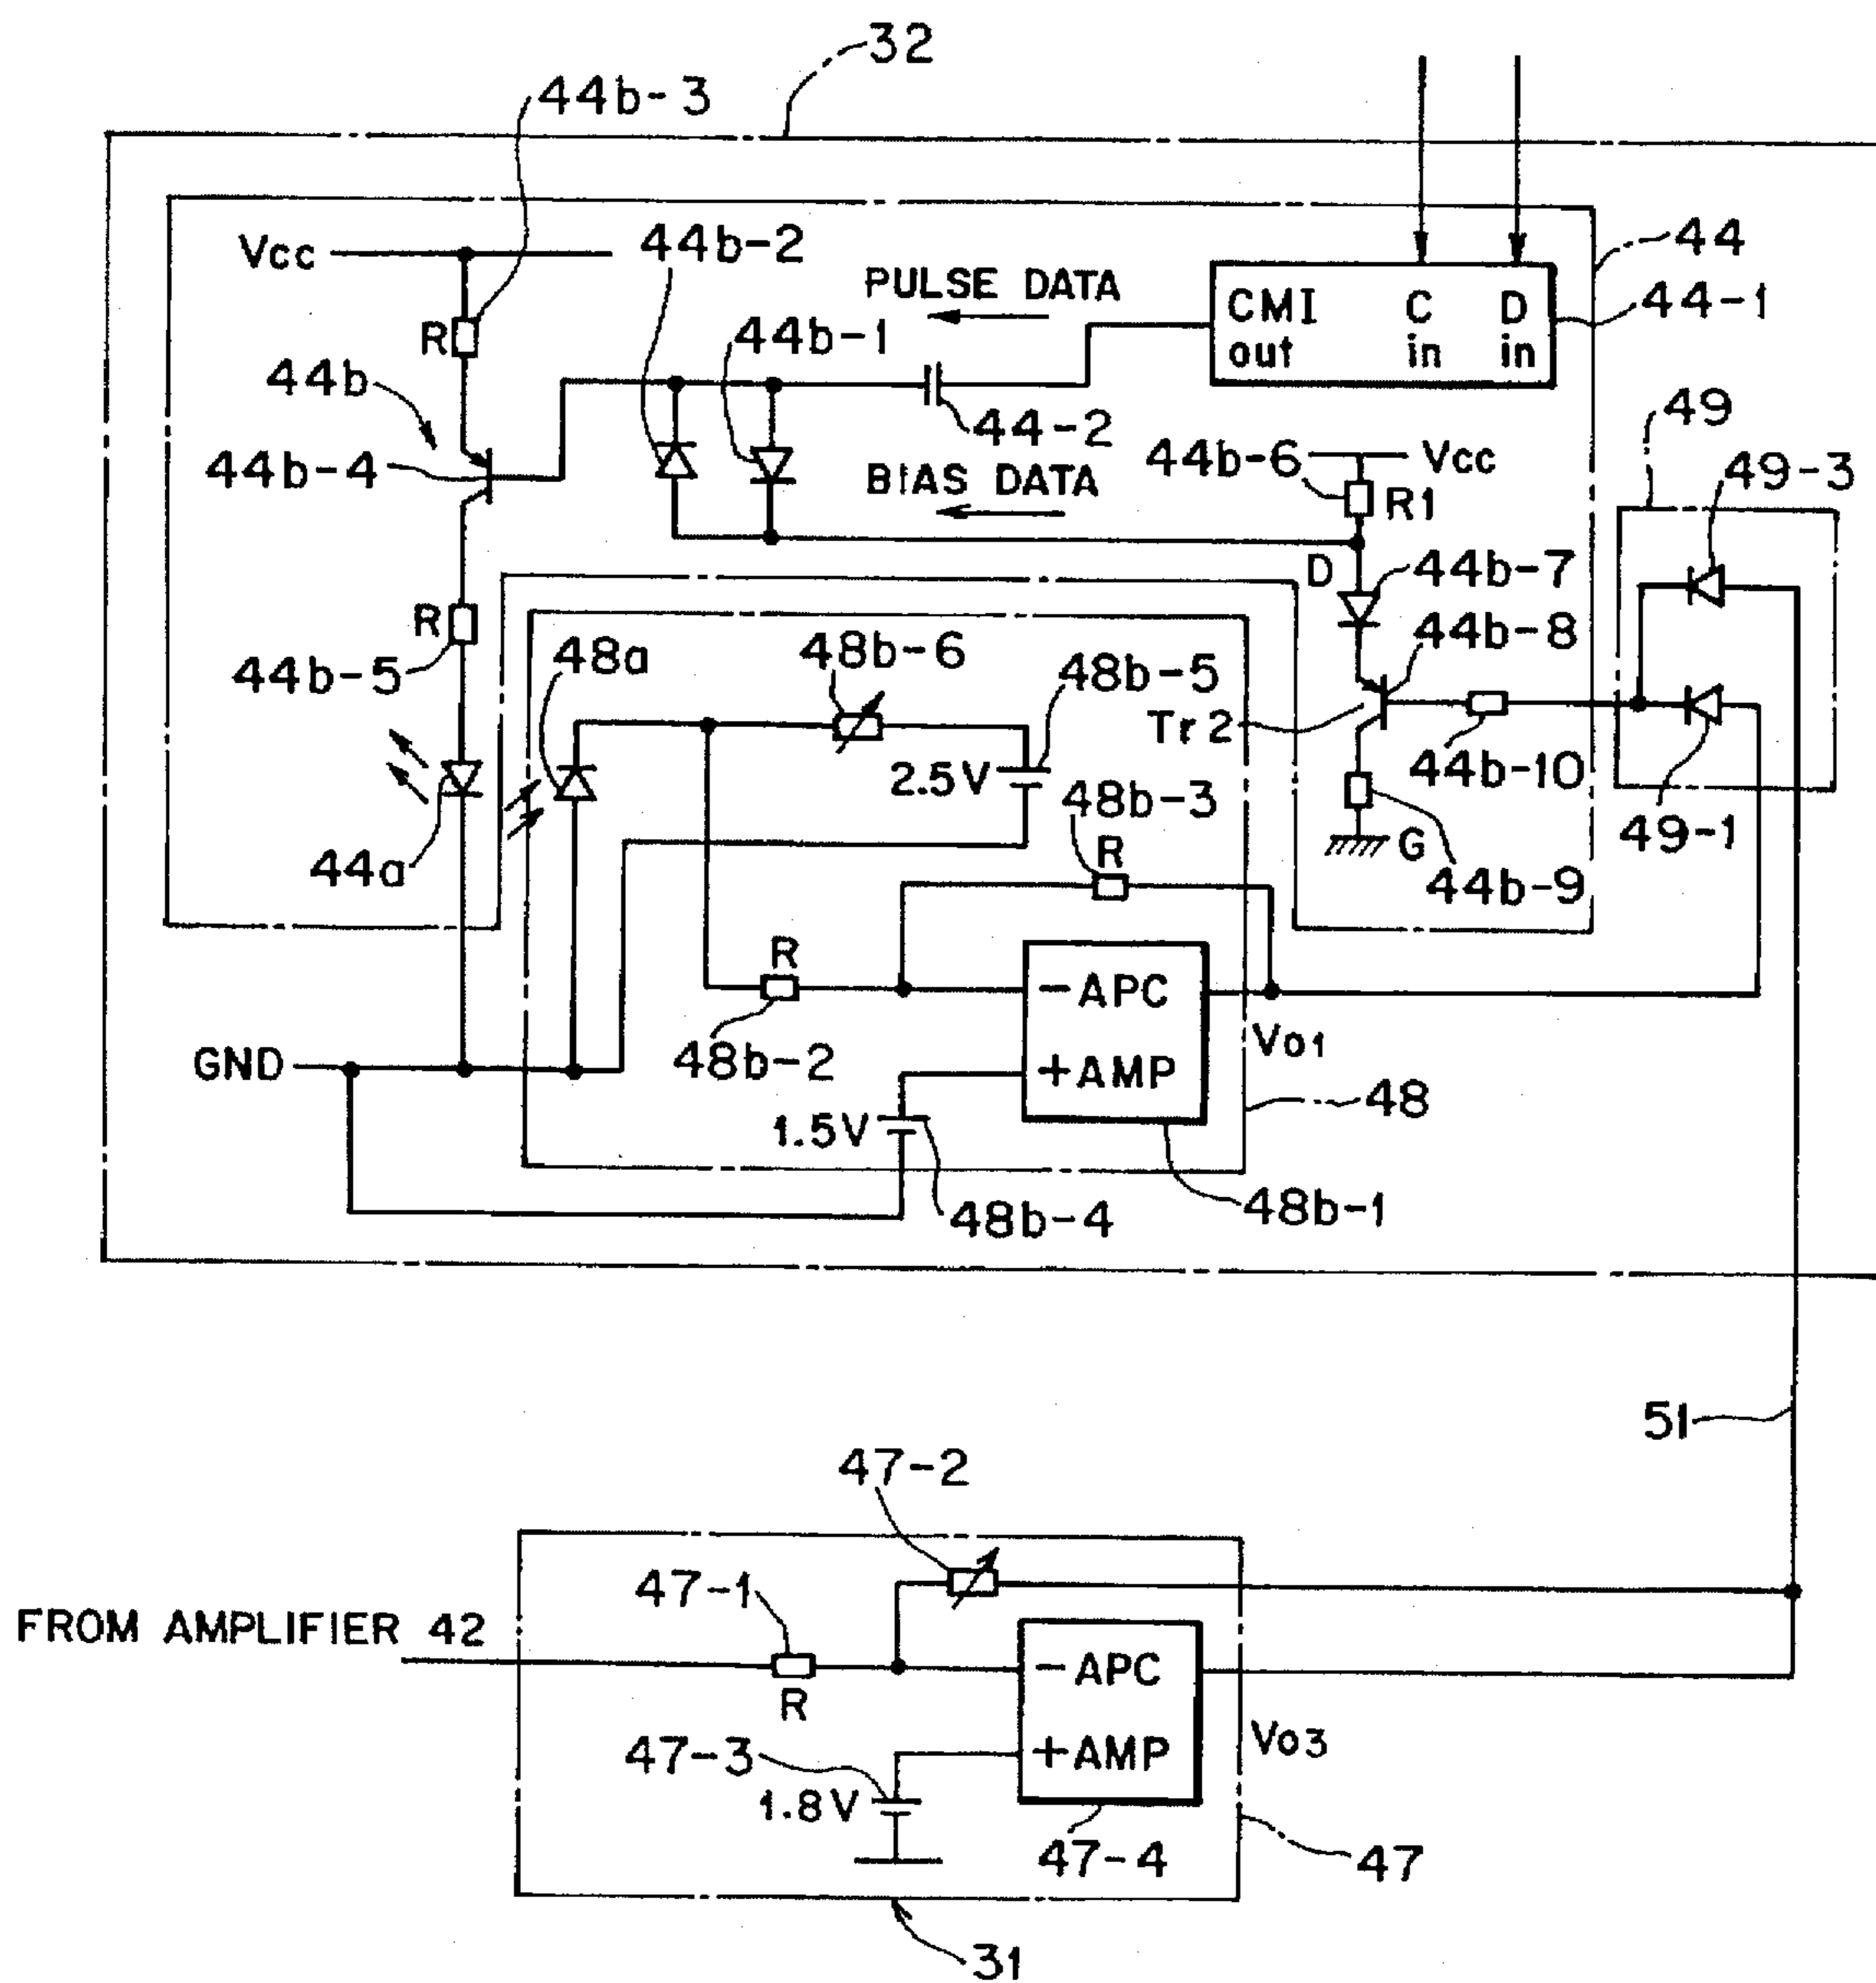 32
44b-3
44b-2
44
Vcc
PULSE DATA
CMI out
C in
D in
44-1
R
44b-1
44b
44-2
49
44b-6
Vcc
49-3
44b-4
BIAS DATA
R1
D
44b-7
R
48a
48b-6
44b-8
44b-5
48b-5
Tr2
2.5V
44b-10
48b-3
49-1
44a
R
G
44b-9
R
-APC
48b-2
Vo1
GND
+AMP
48
1.5V
48b-4
48b-1
51
47-2
47-1
FROM AMPLIFIER 42
-APC
R
Vo3
47-3
+AMP
1.8V
47-4
47
31